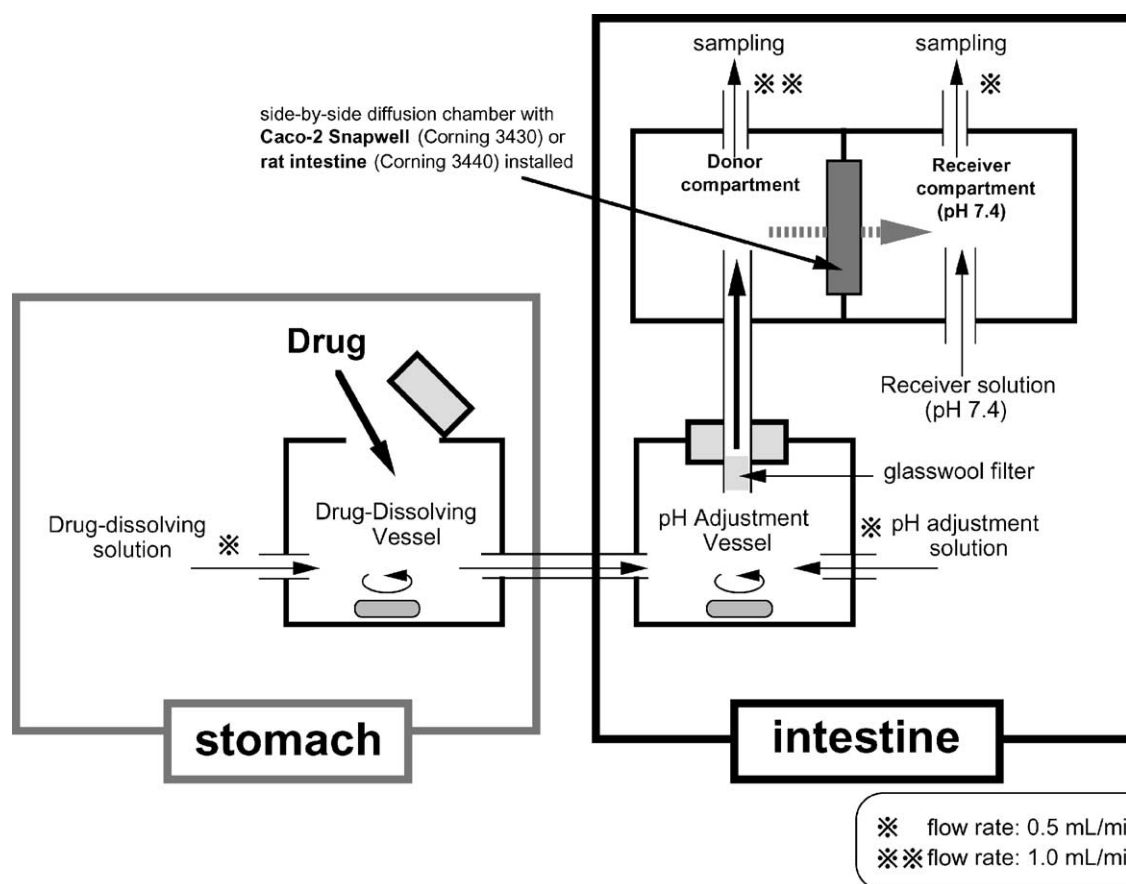 sampling
sampling
※※
※
side-by-side diffusion chamber with
Caco-2 Snapwell (Corning 3430) or
rat intestine (Corning 3440) installed
Donor
compartment
Receiver
compartment
(pH 7.4)
Drug
Receiver solution
(pH 7.4)
glasswool filter
Drug-dissolving
solution
※
Drug-Dissolving
Vessel
pH Adjustment
Vessel
※ pH adjustment
solution
stomach
intestine
※ flow rate: 0.5 mL/mi
※※ flow rate: 1.0 mL/mi